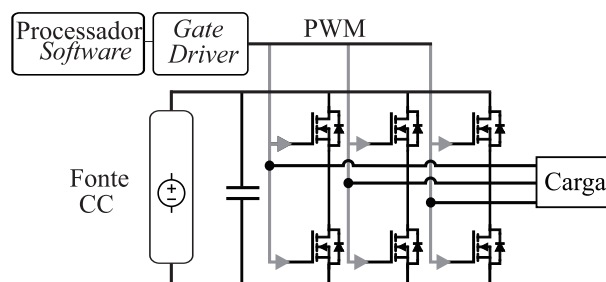 Processador
Software
Gate
Driver
PWM
Fonte
CC
Carga